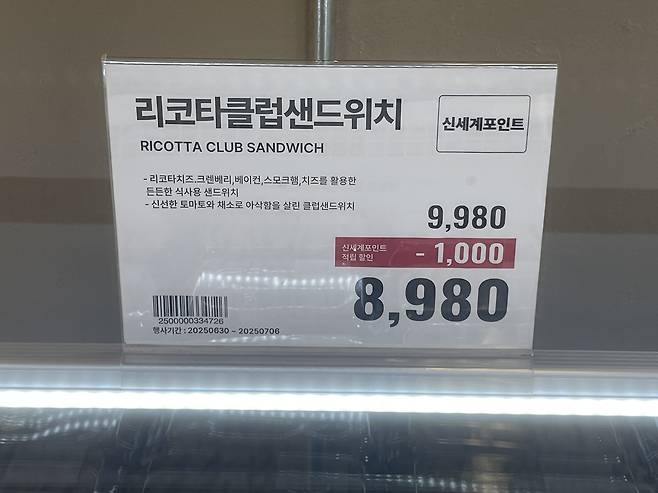 리코타클럽샌드위치
신세계포인트
RICOTTA CLUB SANDWICH
- 리코타치즈.크렌베리,베이컨,스모크햄,치즈를 활용한
든든한 식사용 샌드위치
- 신선한 토마토와 채소로 아삭함을 살린 클럽샌드위치
9,980
신세계포인트
적립 할인
- 1,000
8,980
2500000334726
행사기간 : 20250630 ~ 20250706